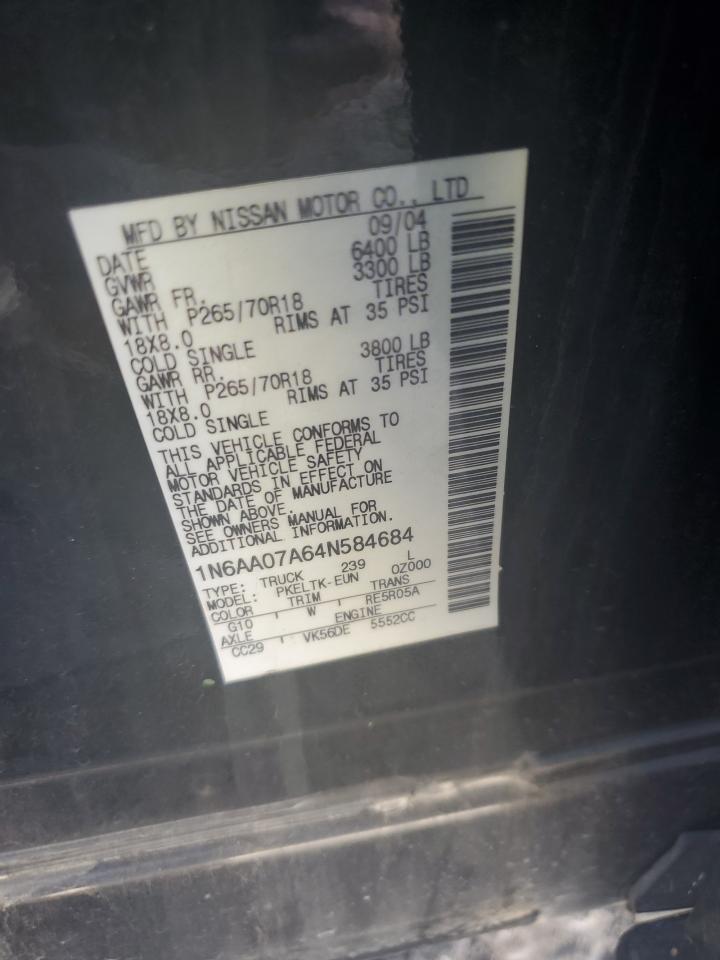 MFD BY NISSAN MOTOR CO., LTD
DATE 09/04
GVWR 6400 LB
GAWR FR. 3300 LB
WITH P265/70R18 TIRES
18X8.0 RIMS AT 35 PSI
COLD SINGLE
GAWR RR. 3800 LB
WITH P265/70R18 TIRES
18X8.0 RIMS AT 35 PSI
COLD SINGLE
THIS VEHICLE CONFORMS TO
ALL APPLICABLE FEDERAL
MOTOR VEHICLE SAFETY
STANDARDS IN EFFECT ON
THE DATE OF MANUFACTURE
SHOWN ABOVE.
SEE OWNERS MANUAL FOR
ADDITIONAL INFORMATION.
1N6AA07A64N584684
TYPE: TRUCK 239 L
MODEL: PKELTK-EUN 0Z000
COLOR TRIM TRANS
G10 W RE5R05A
AXLE ENGINE
CC29 VK56DE 5552CC